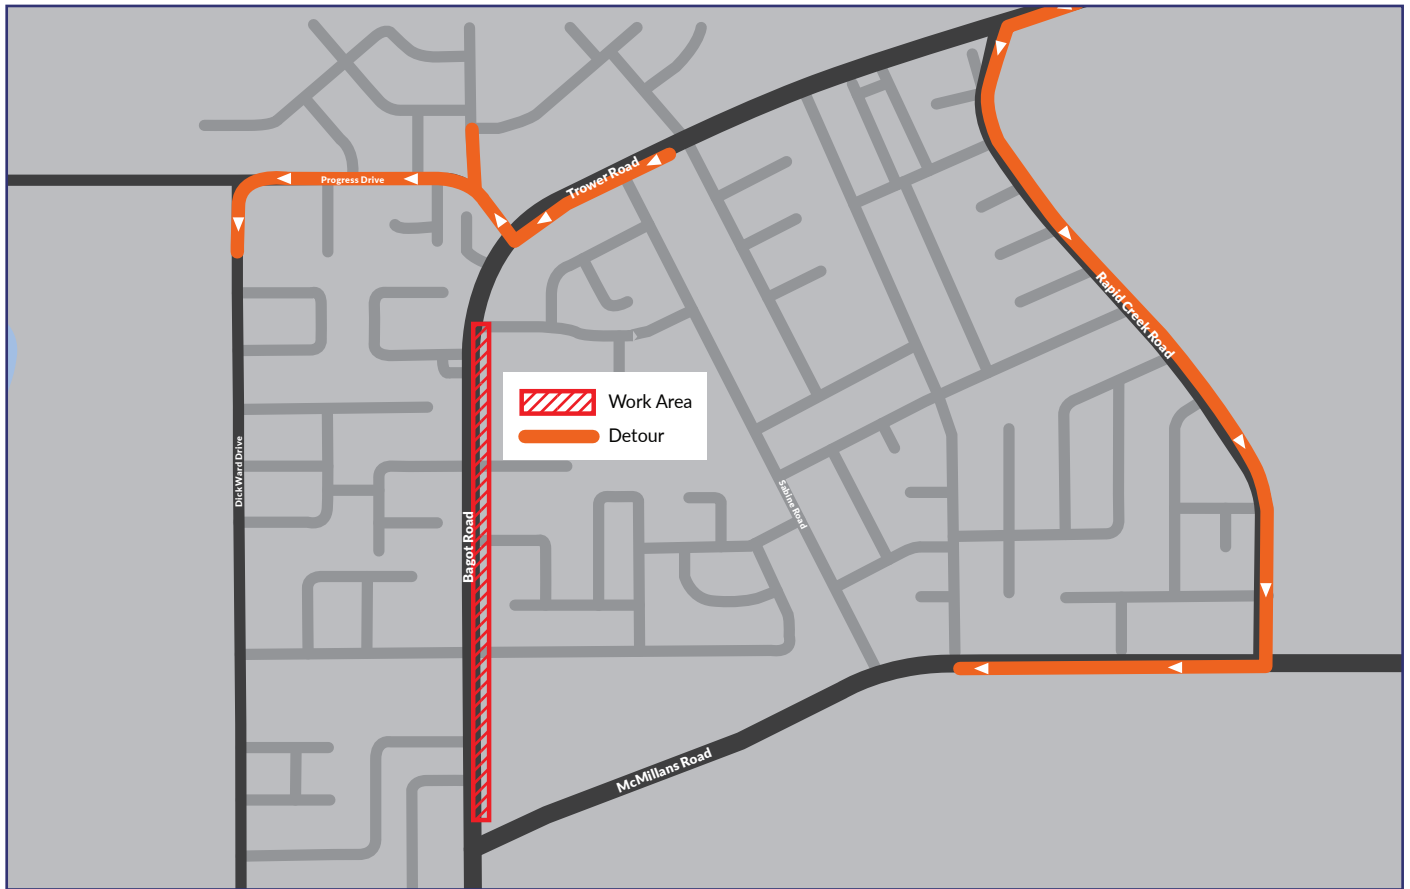 Trower Road
Progress Drive
Rapid Creek Road
Work Area
Detour
Dick Ward Drive
Sabine Road
Bagot Road
McMillans Road